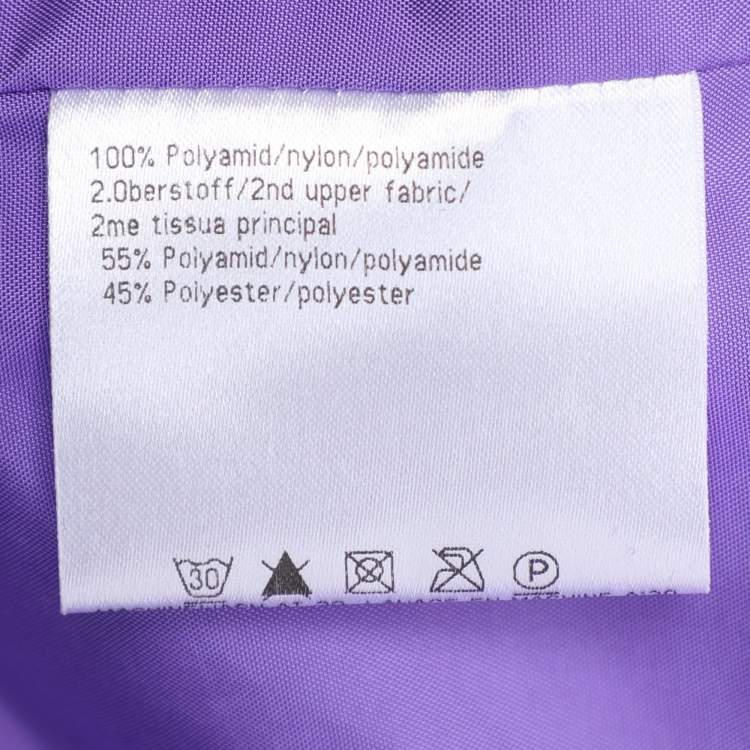 100% Polyamid/nylon/polyamide
2.Oberstoff/2nd upper fabric/
2me tissua principal
55% Polyamid/nylon/polyamide
45% Polyester/polyester
30 P